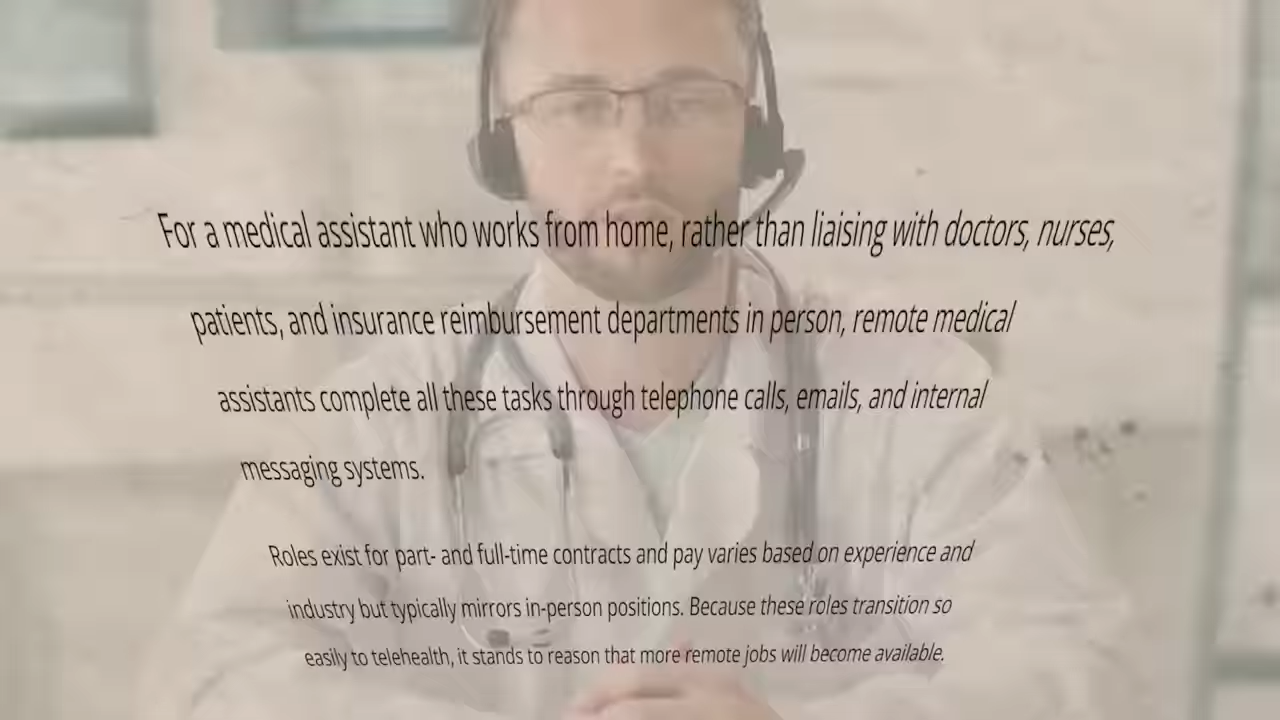 For a medical assistant who works from home, rather than liaising with doctors, nurses,
patients, and insurance reimbursement departments in person, remote medical
assistants complete all these tasks through telephone calls, emails, and internal
messaging systems.
Roles exist for part- and full-time contracts and pay varies based on experience and
industry but typically mirrors in-person positions. Because these roles transition so
easily to telehealth, it stands to reason that more remote jobs will become available.